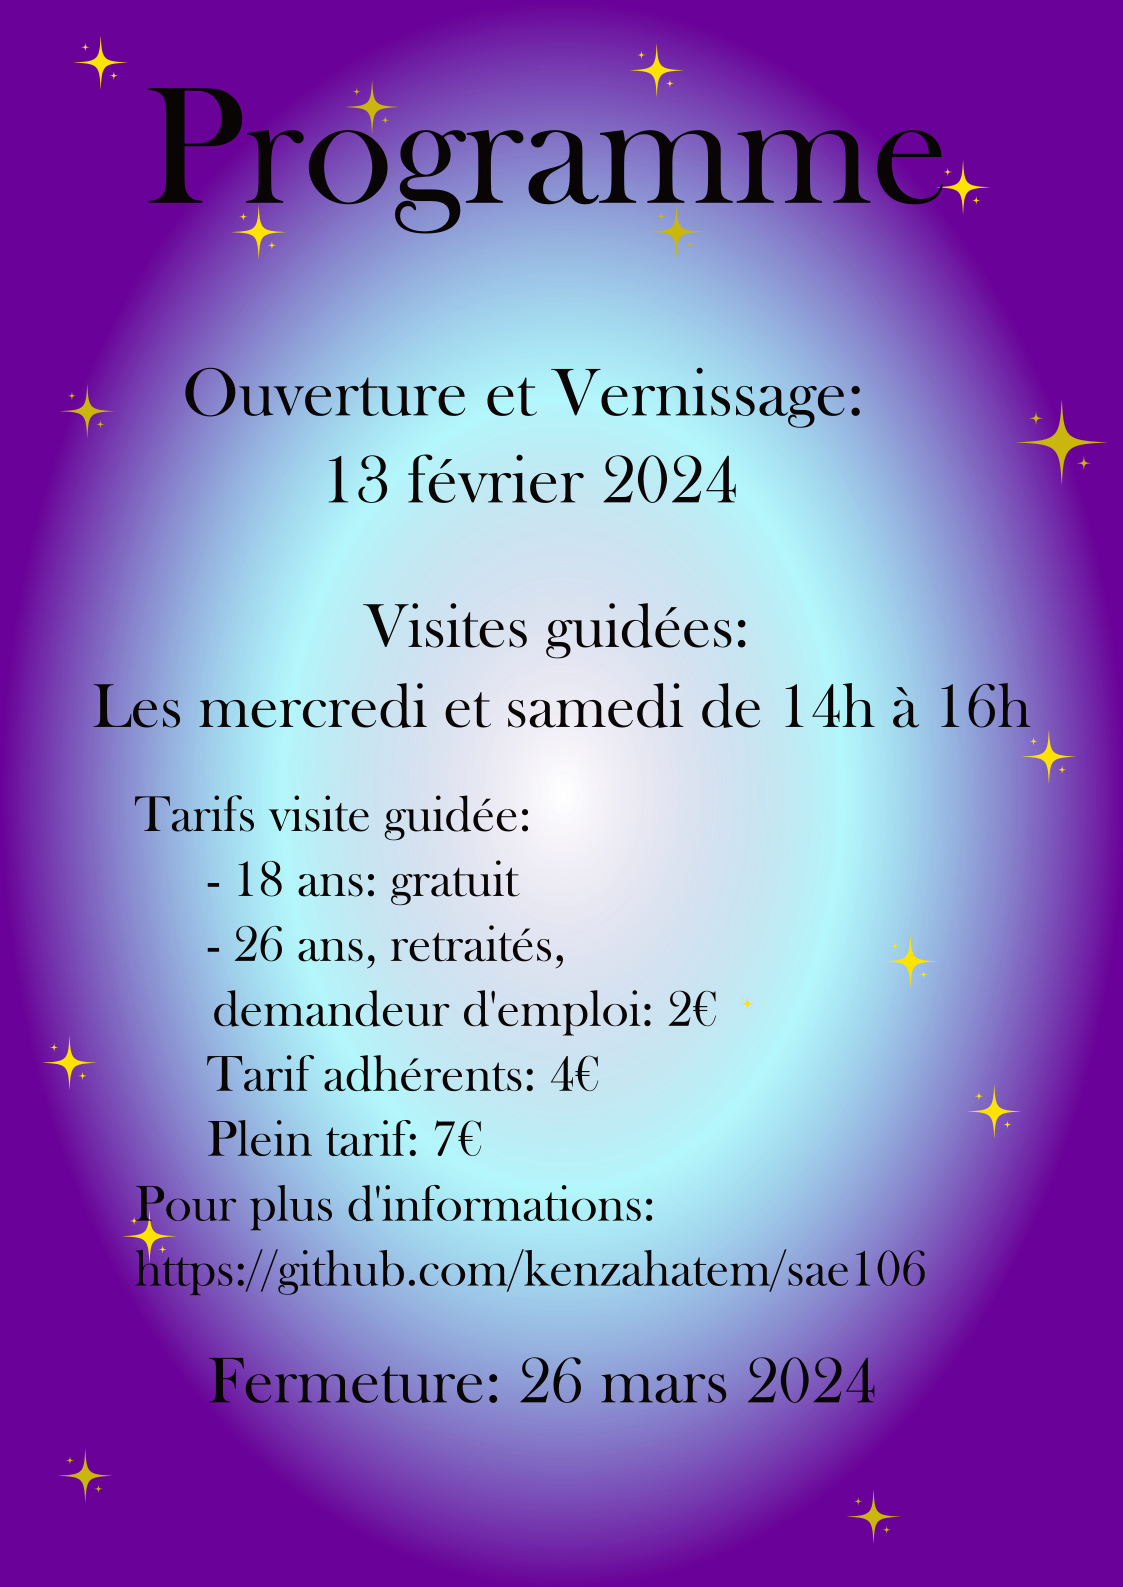 Programme
Ouverture et Vernissage:
13 février 2024
Visites guidées:
Les mercredi et samedi de 14h à 16h
Tarifs visite guidée:
- 18 ans: gratuit
- 26 ans, retraités,
demandeur d'emploi: 2€
Tarif adhérents: 4€
Plein tarif: 7€
Pour plus d'informations:
https://github.com/kenzahatem/sae106
Fermeture: 26 mars 2024